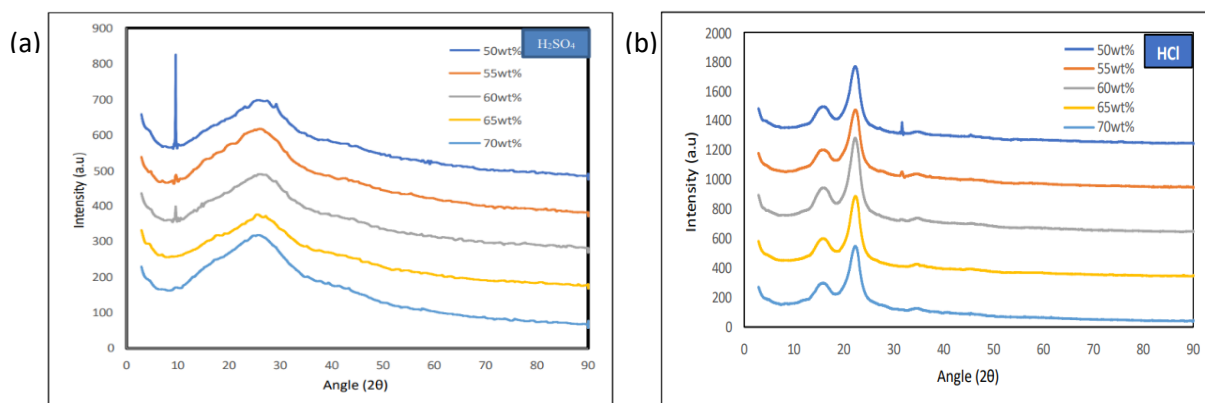 (a)
H₂SO₄
50wt%
55wt%
60wt%
65wt%
70wt%
900
800
700
600
500
400
300
200
100
0
Intensity (a.u)
0 10 20 30 40 50 60 70 80 90
Angle (2θ)
(b)
HCl
50wt%
55wt%
60wt%
65wt%
70wt%
2000
1800
1600
1400
1200
1000
800
600
400
200
0
Intensity (a.u)
0 10 20 30 40 50 60 70 80 90
Angle (2θ)